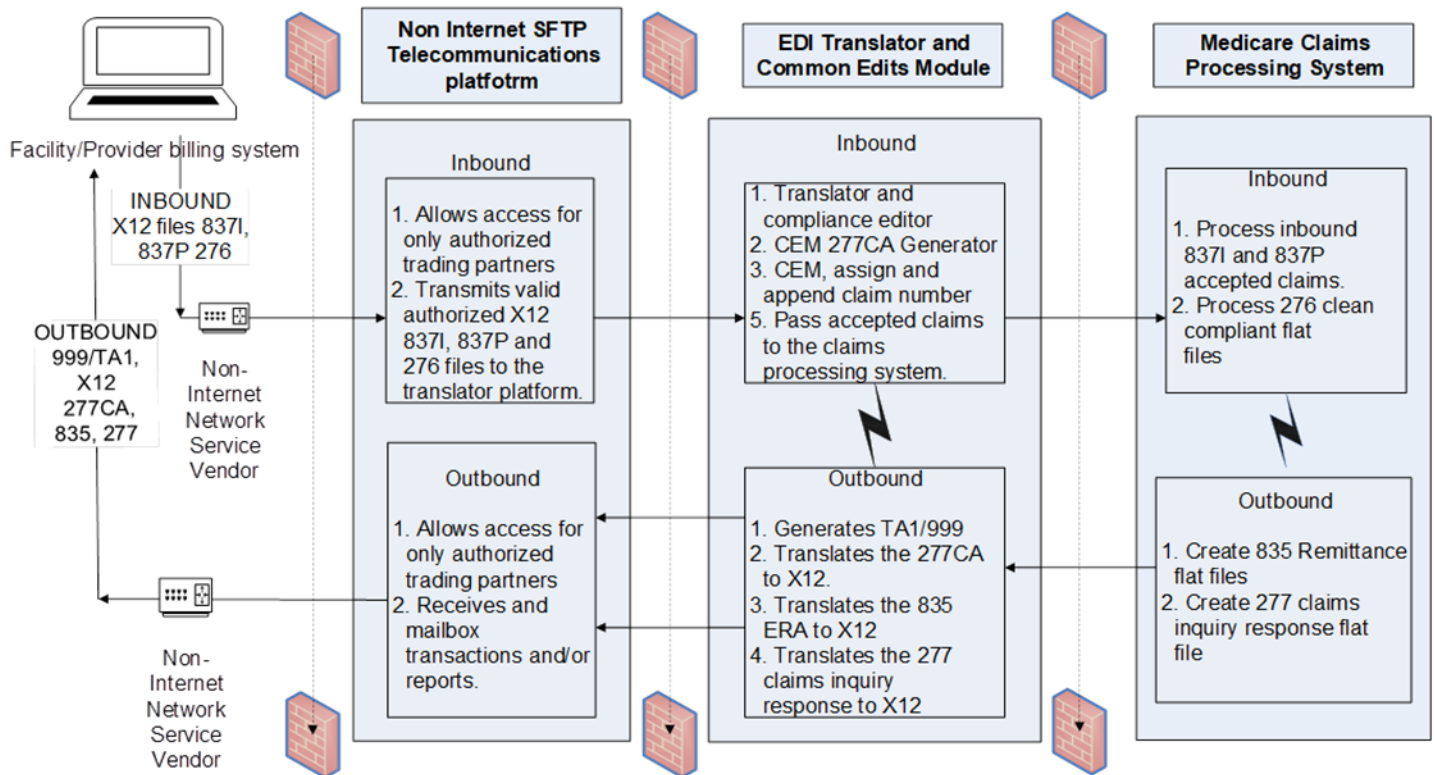 Non Internet SFTP
Telecommunications
platfotrm
EDI Translator and
Common Edits Module
Medicare Claims
Processing System
Facility/Provider billing system
INBOUND
X12 files 837I,
837P 276
OUTBOUND
999/TA1,
X12
277CA,
835, 277
Non-
Internet
Network
Service
Vendor
Non-
Internet
Network
Service
Vendor
Inbound
1. Allows access for
only authorized
trading partners
2. Transmits valid
authorized X12
837I, 837P and
276 files to the
translator platform.
Outbound
1. Allows access for
only authorized
trading partners
2. Receives and
mailbox
transactions and/or
reports.
Inbound
1. Translator and
compliance editor
2. CEM 277CA Generator
3. CEM, assign and
append claim number
5. Pass accepted claims
to the claims
processing system.
Outbound
1. Generates TA1/999
2. Translates the 277CA
to X12.
3. Translates the 835
ERA to X12
4. Translates the 277
claims inquiry
response to X12
Inbound
1. Process inbound
837I and 837P
accepted claims.
2. Process 276 clean
compliant flat
files
Outbound
1. Create 835 Remittance
flat files
2. Create 277 claims
inquiry response flat
file